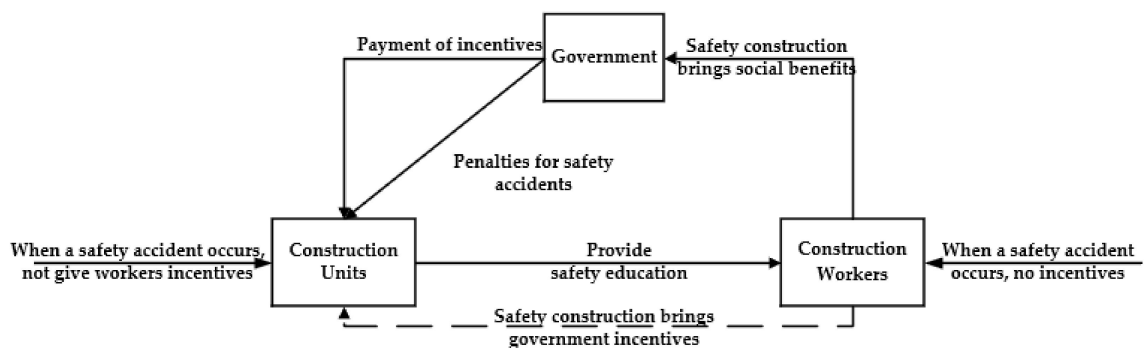 Payment of incentives
Government
Safety construction
brings social benefits
Penalties for safety
accidents
When a safety accident occurs,
not give workers incentives
Construction
Units
Provide
safety education
Construction
Workers
When a safety accident
occurs, no incentives
Safety construction brings
government incentives